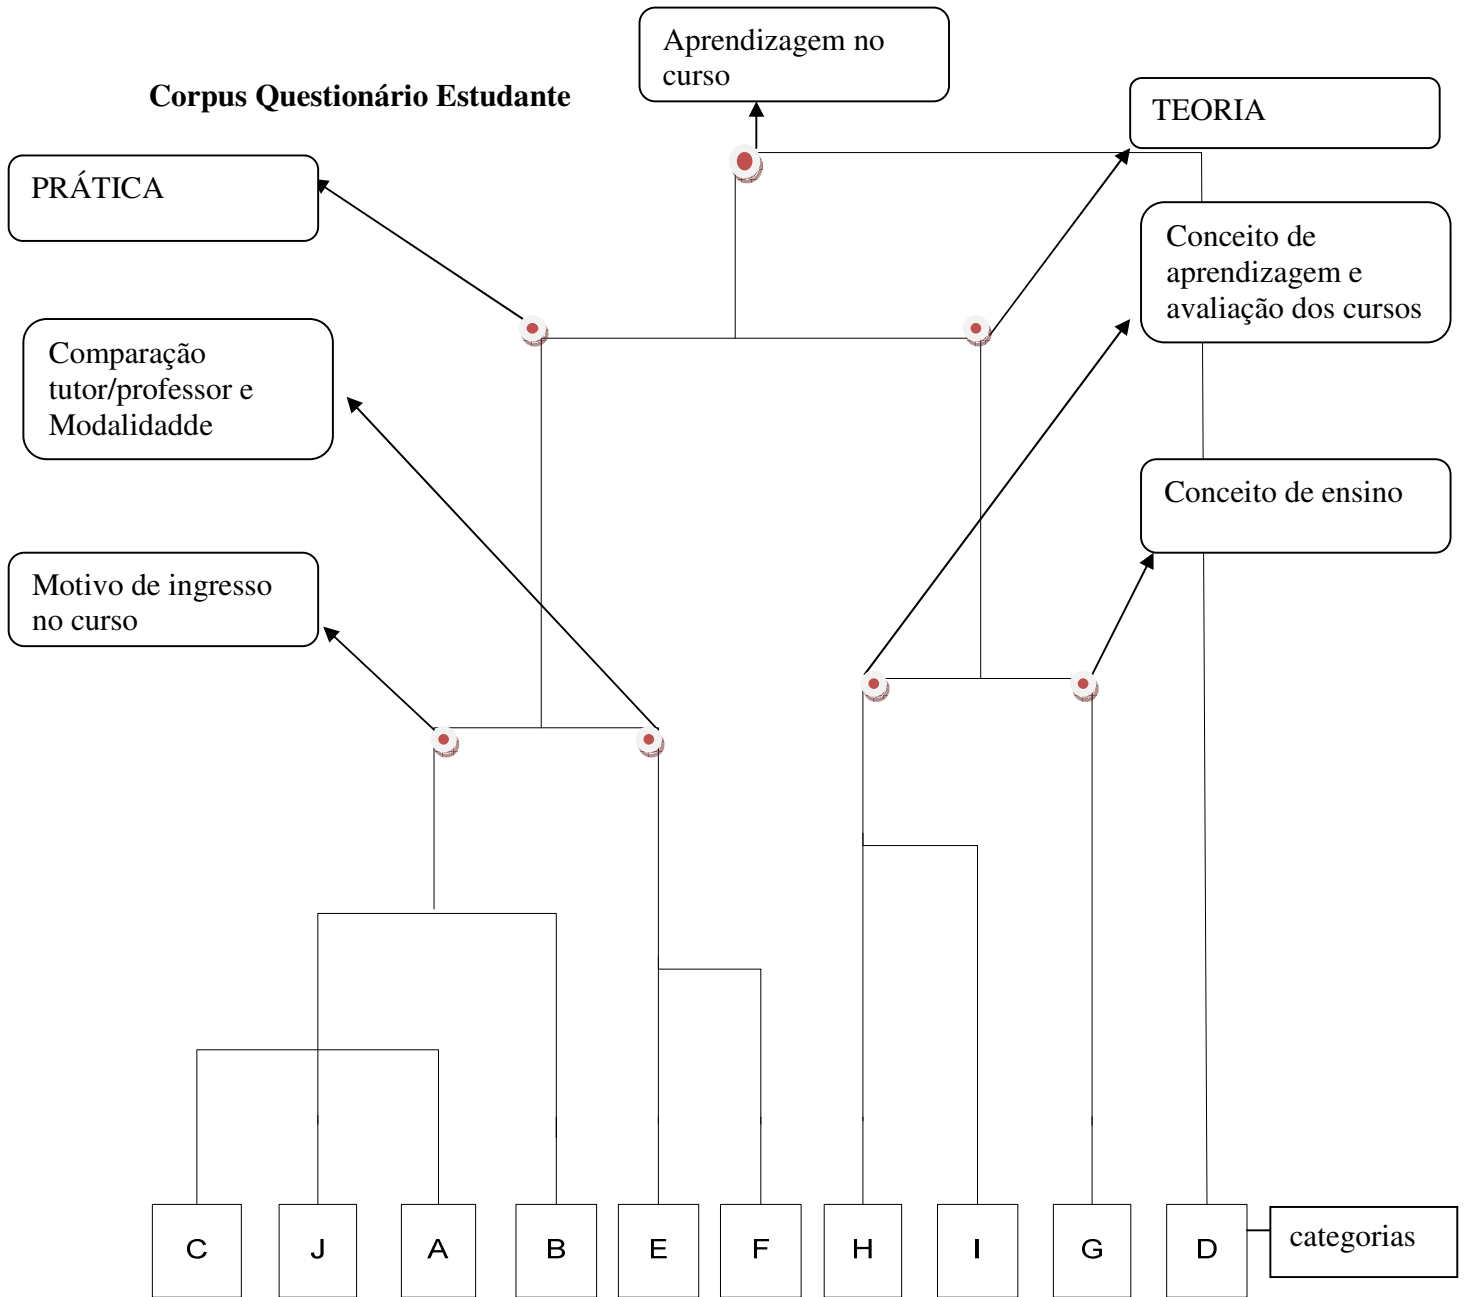 Aprendizagem no
curso
Corpus Questionário Estudante
TEORIA
PRÁTICA
Conceito de
aprendizagem e
avaliação dos cursos
Comparação
tutor/professor e
Modalidadde
Conceito de ensino
Motivo de ingresso
no curso
C J A B E F H I G D
categorias